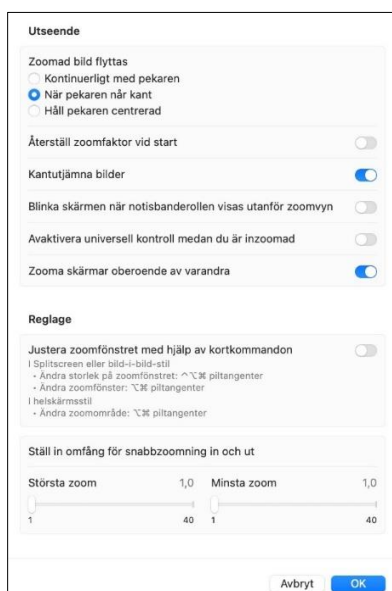 Utseende
Zoomad bild flyttas
Kontinuerligt med pekaren
När pekaren når kant
Håll pekaren centrerad
Återställ zoomfaktor vid start
Kantutjämna bilder
Blinka skärmen när notisbanderollen visas utanför zoomvyn
Avaktivera universell kontroll medan du är inzoomad
Zooma skärmar oberoende av varandra
Reglage
Justera zoomfönstret med hjälp av kortkommandon
I Splitscreen eller bild-i-bild-stil
• Ändra storlek på zoomfönstret: ^⌥⌘ piltangenter
• Ändra zoomfönster: ⌥⌘ piltangenter
I helskärmsstil
• Ändra zoomområde: ⌥⌘ piltangenter
Ställ in omfång för snabbzoomning in och ut
Största zoom 1,0 Minsta zoom 1,0
1 40 1 40
Avbryt OK